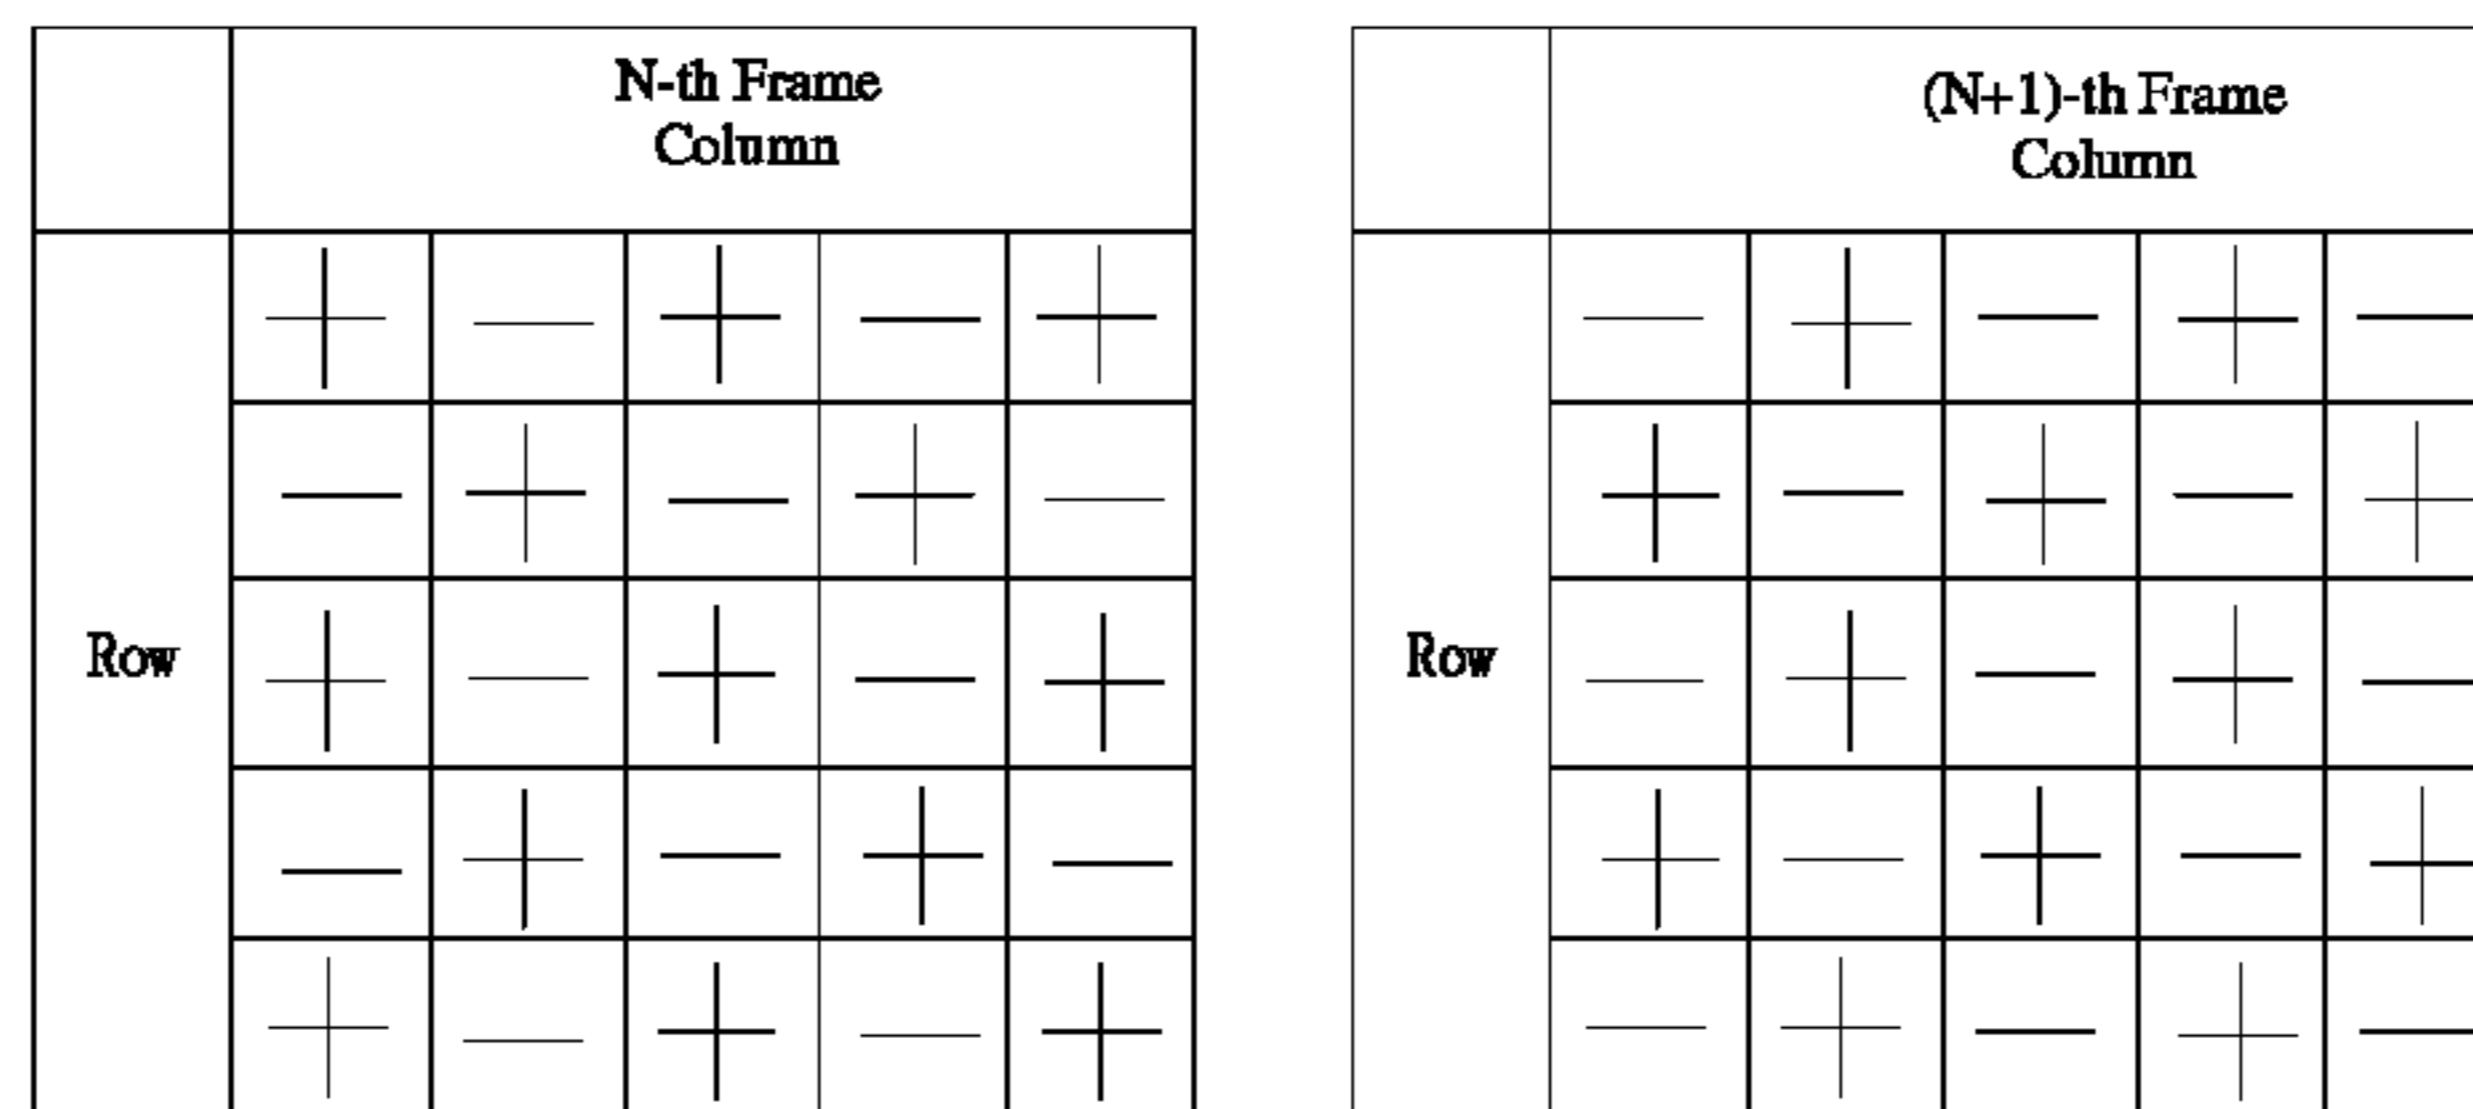 N-th Frame
Column
+ — + — +
— + — + —
Row + — + — +
— + — + —
+ — + — +
(N+1)-th Frame
Column
— + — + —
+ — + — +
Row — + — + —
+ — + — +
— + — + —